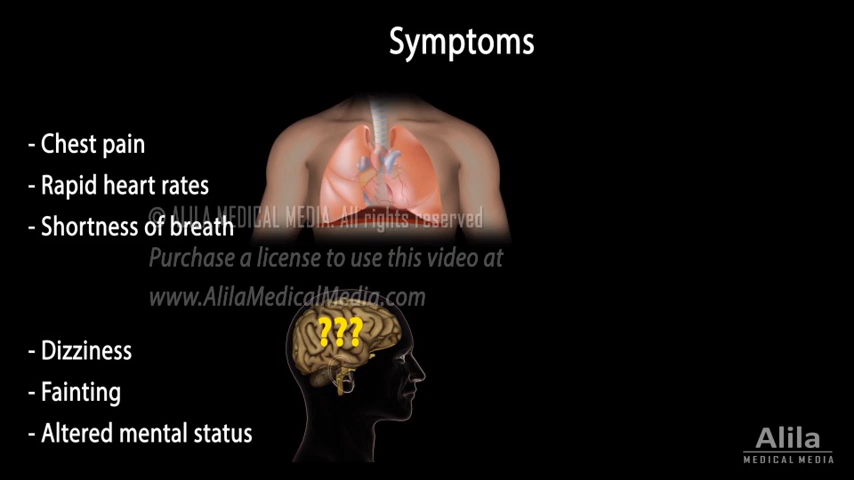 Symptoms
- Chest pain
- Rapid heart rates
- Shortness of breath
© ALILA MEDICAL MEDIA. All rights reserved
Purchase a license to use this video at
www.AlilaMedicalMedia.com
???
- Dizziness
- Fainting
- Altered mental status
Alila
MEDICAL MEDIA